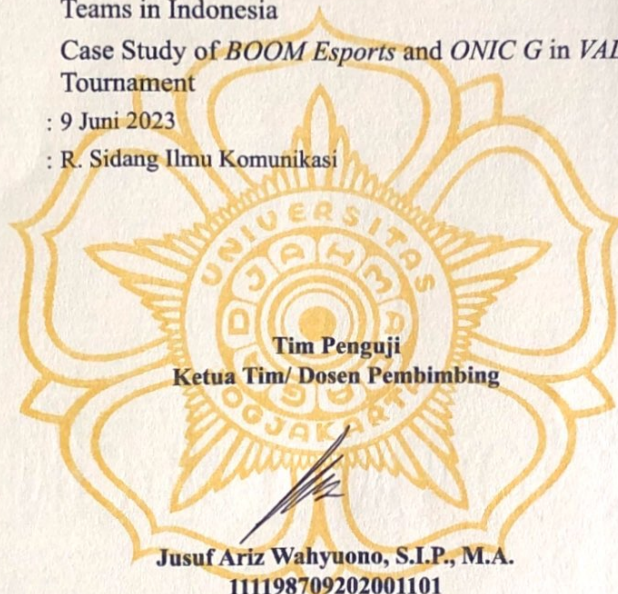 Teams in Indonesia
Case Study of BOOM Esports and ONIC G in
Tournament
: 9 Juni 2023
: R. Sidang Ilmu Komunikasi
UNIVERSITAS
Tim Penguji
Ketua Tim/ Dosen Pembimbing
Jusuf Ariz Wahyuono, S.I.P., M.A.
111198709202001101